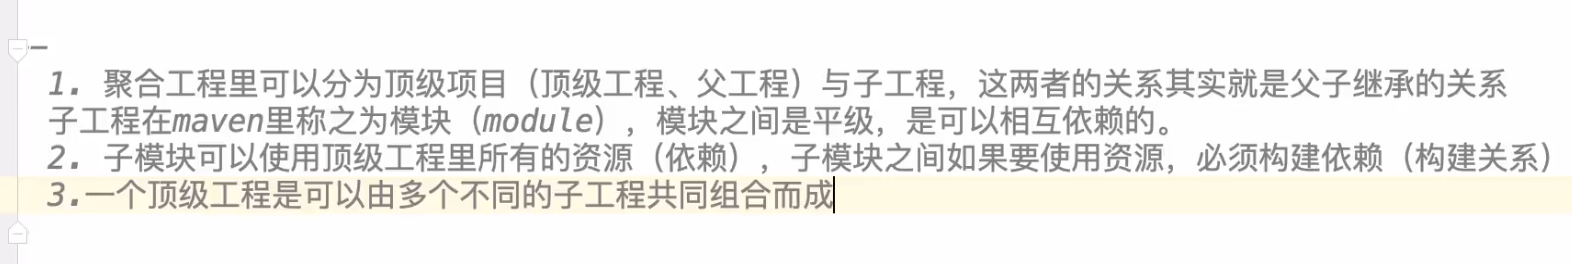 1. 聚合工程里可以分为顶级项目（顶级工程、父工程）与子工程，这两者的关系其实就是父子继承的关系
子工程在maven里称之为模块（module），模块之间是平级，是可以相互依赖的。
2. 子模块可以使用顶级工程里所有的资源（依赖），子模块之间如果要使用资源，必须构建依赖（构建关系）
3.一个顶级工程是可以由多个不同的子工程共同组合而成